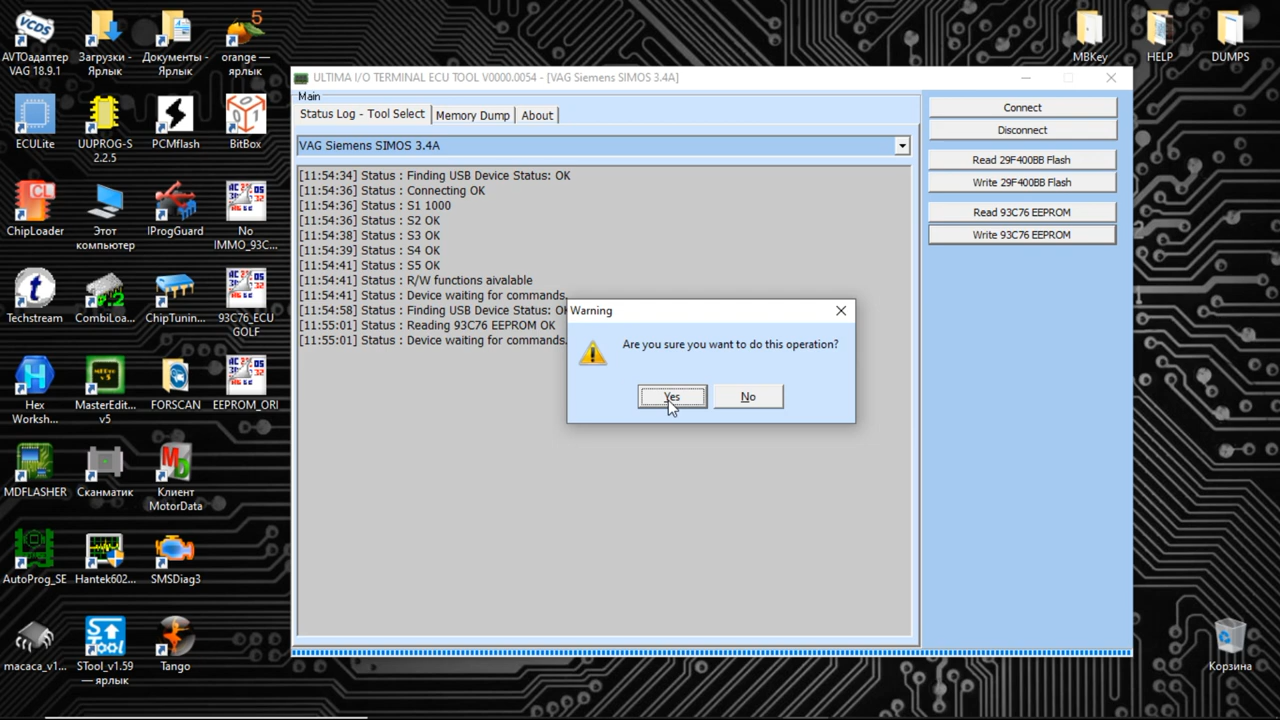 AVTOадаптер
VAG 18.9.1
Загрузки -
Ярлык
Документы -
Ярлык
5
orange —
ярлык
MBKey
HELP
DUMPS
ULTIMA I/O TERMINAL ECU TOOL V0000.0054 - [VAG Siemens SIMOS 3.4A]
Main
Status Log - Tool Select
Memory Dump
About
VAG Siemens SIMOS 3.4A
[11:54:34] Status : Finding USB Device Status: OK
[11:54:36] Status : Connecting OK
[11:54:36] Status : S1 1000
[11:54:36] Status : S2 OK
[11:54:38] Status : S3 OK
[11:54:39] Status : S4 OK
[11:54:41] Status : S5 OK
[11:54:41] Status : R/W functions aivalable
[11:54:41] Status : Device waiting for commands.
[11:54:58] Status : Finding USB Device Status: OK
[11:55:01] Status : Reading 93C76 EEPROM OK
[11:55:01] Status : Device waiting for commands.
Warning
Are you sure you want to do this operation?
Yes
No
Connect
Disconnect
Read 29F400BB Flash
Write 29F400BB Flash
Read 93C76 EEPROM
Write 93C76 EEPROM
VCDS
ECULite
UUPROG-S
2.2.5
PCMflash
BitBox
CL
ChipLoader
Этот
компьютер
IProgGuard
No
IMMO_93C...
Techstream
#.2
CombiLoa...
ChipTunin...
93C76_ECU
GOLF
Hex
Worksh...
MasterEdit...
v5
FORSCAN
EEPROM_ORI
MDFLASHER
Сканматик
Клиент
MotorData
AutoProg_SE
Hantek602...
SMSDiag3
macaca_v1...
STool
STool_v1.59
— ярлык
Tango
Корзина